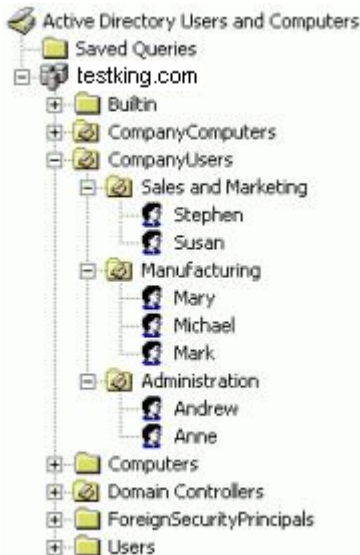 Active Directory Users and Computers
Saved Queries
testking.com
Builtin
CompanyComputers
CompanyUsers
Sales and Marketing
Stephen
Susan
Manufacturing
Mary
Michael
Mark
Administration
Andrew
Anne
Computers
Domain Controllers
ForeignSecurityPrincipals
Users